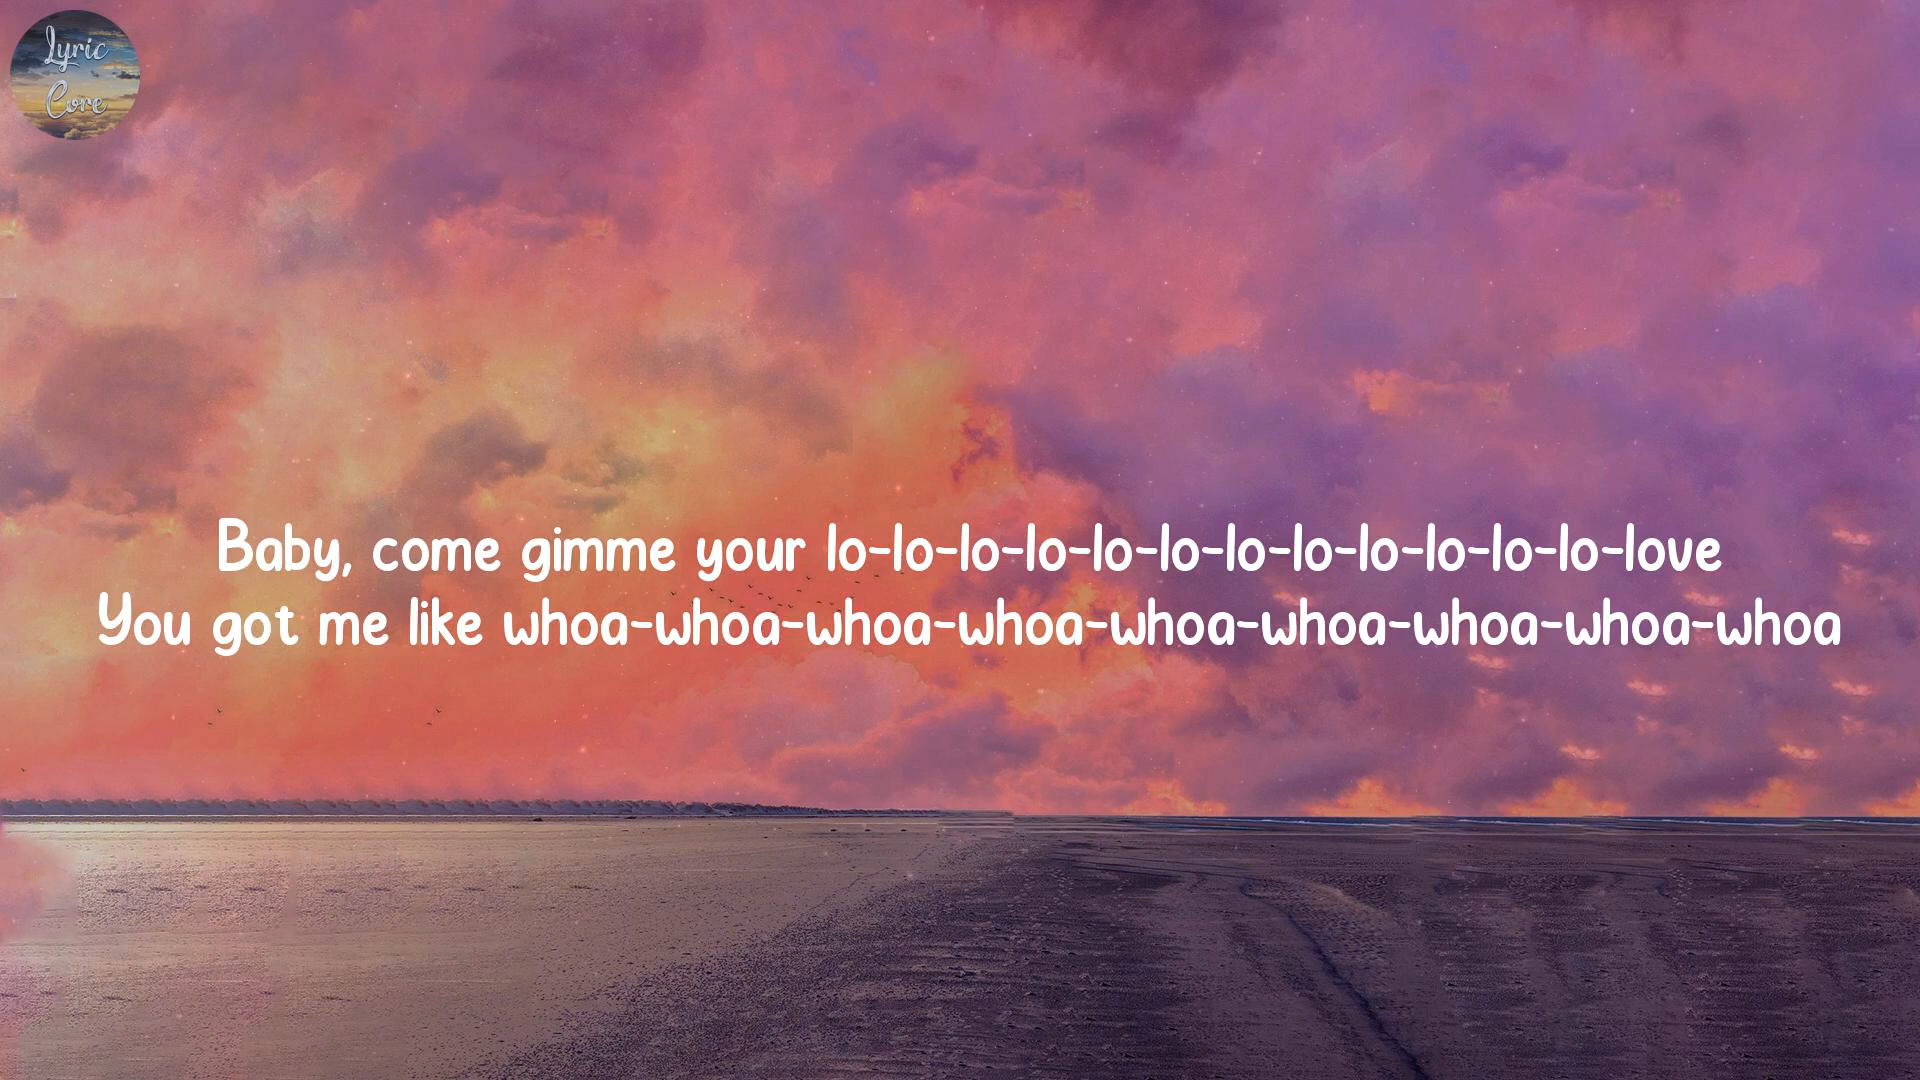 Lyric
Core
Baby, come gimme your lo-lo-lo-lo-lo-lo-lo-lo-lo-lo-lo-lo-love
You got me like whoa-whoa-whoa-whoa-whoa-whoa-whoa-whoa-whoa